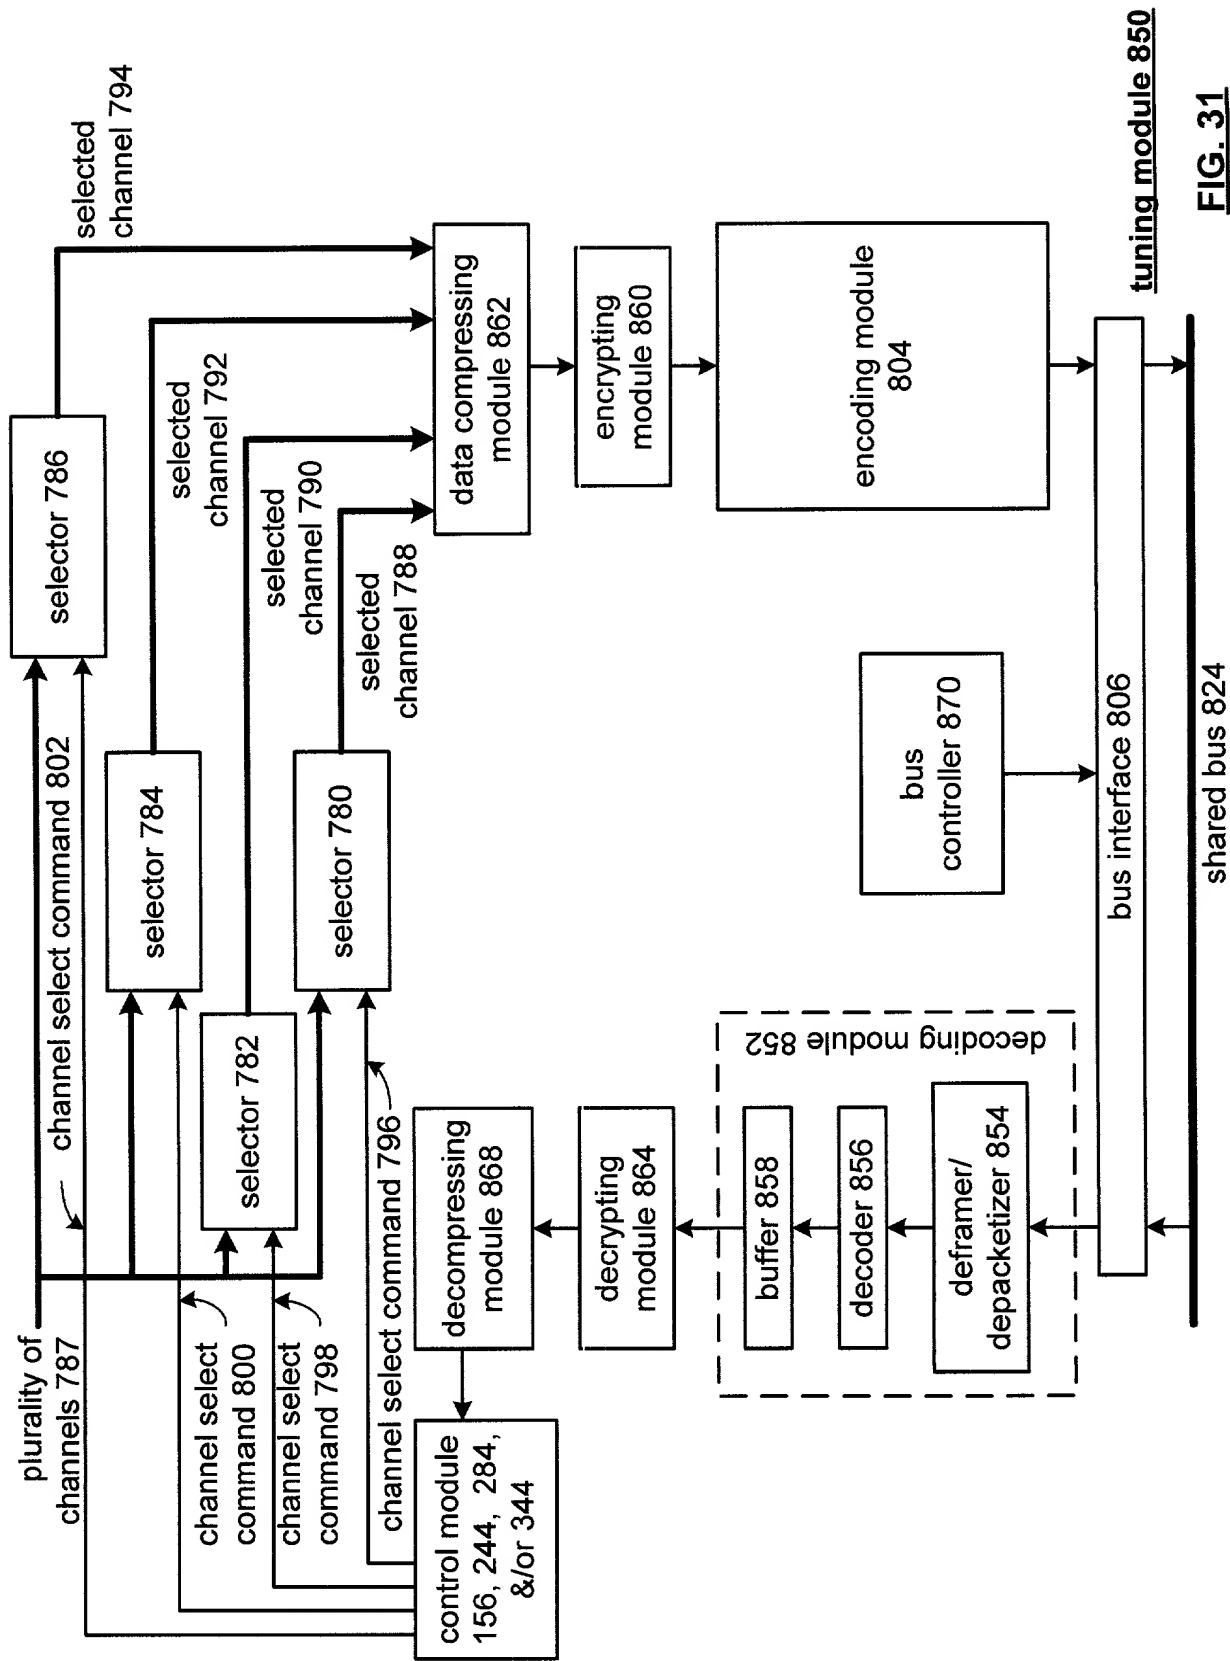 plurality of
channels 787
channel select command 802
selector 786
selected
channel 794
selector 784
selected
channel 792
channel select
command 800
selector 782
selected
channel 790
channel select
command 798
selector 780
selected
channel 788
channel select command 796
control module
156, 244, 284,
&/or 344
decompressing
module 868
data compressing
module 862
decrypting
module 864
encrypting
module 860
buffer 858
decoder 856
deframer/
depacketizer 854
decoding module 852
encoding module
804
bus
controller 870
bus interface 806
shared bus 824
tuning module 850
FIG. 31